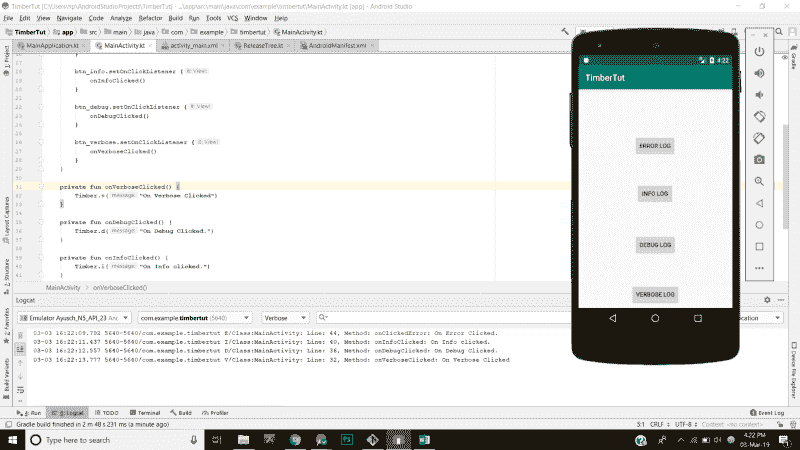 TimberTut [C:\Users\hp\AndroidStudioProjects\TimberTut] - ...\app\src\main\java\com\example\timbertut\MainActivity.kt [app] - Android Studio
File Edit View Navigate Code Analyze Refactor Build Run Tools VCS Window Help
TimberTut app src main java com example timbertut MainActivity.kt
MainApplication.kt MainActivity.kt activity_main.xml ReleaseTree.kt AndroidManifest.xml
1: Project
Gradle
}
btn_info.setOnClickListener { it: View!
onInfoClicked()
}
btn_debug.setOnClickListener { it: View!
onDebugClicked()
}
btn_verbose.setOnClickListener { it: View!
onVerboseClicked()
}
}
private fun onVerboseClicked() {
Timber.v( message: "On Verbose Clicked")
}
private fun onDebugClicked() {
Timber.d( message: "On Debug Clicked.")
}
private fun onInfoClicked() {
Timber.i( message: "On Info clicked.")
}
MainActivity onVerboseClicked()
Layout Captures
Z: Structure
2: Favorites
Build Variants
Device File Explorer
4:22
TimberTut
ERROR LOG
INFO LOG
DEBUG LOG
VERBOSE LOG
Logcat
Emulator Ayusch_N5_API_23 And
com.example.timbertut (5640)
Verbose
03-03 16:22:09.782 5640-5640/com.example.timbertut E/Class:MainActivity: Line: 44, Method: onClickedError: On Error Clicked.
03-03 16:22:11.437 5640-5640/com.example.timbertut I/Class:MainActivity: Line: 40, Method: onInfoClicked: On Info clicked.
03-03 16:22:12.557 5640-5640/com.example.timbertut D/Class:MainActivity: Line: 36, Method: onDebugClicked: On Debug Clicked.
03-03 16:22:13.777 5640-5640/com.example.timbertut V/Class:MainActivity: Line: 32, Method: onVerboseClicked: On Verbose Clicked
4: Run 6: Logcat TODO Terminal Build Profiler Event Log
Gradle build finished in 2 m 48 s 231 ms (a minute ago) 5:1 CRLF UTF-8 Context: <no context>
Type here to search
4:22 PM
03-Mar-19